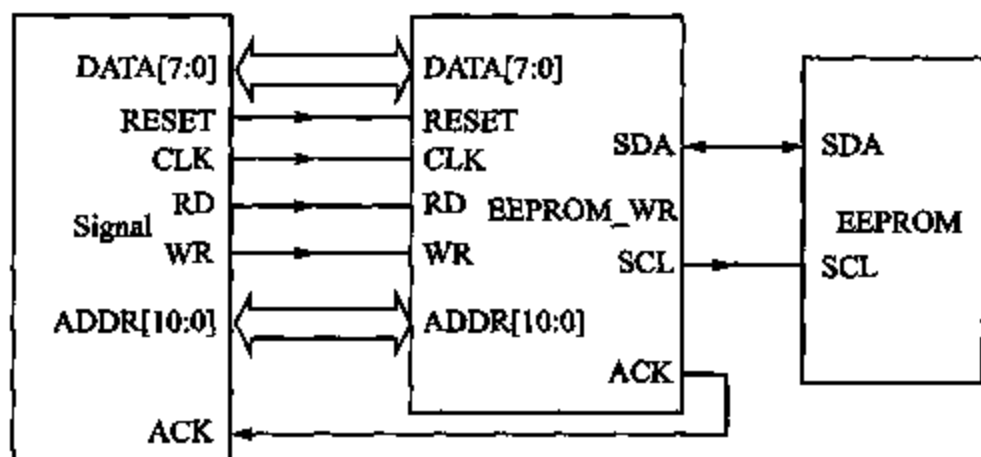 DATA[7:0]
RESET
CLK
RD
Signal
WR
ADDR[10:0]
ACK
DATA[7:0]
RESET
CLK
RD
WR
ADDR[10:0]
SDA
EEPROM_WR
SCL
ACK
SDA
EEPROM
SCL